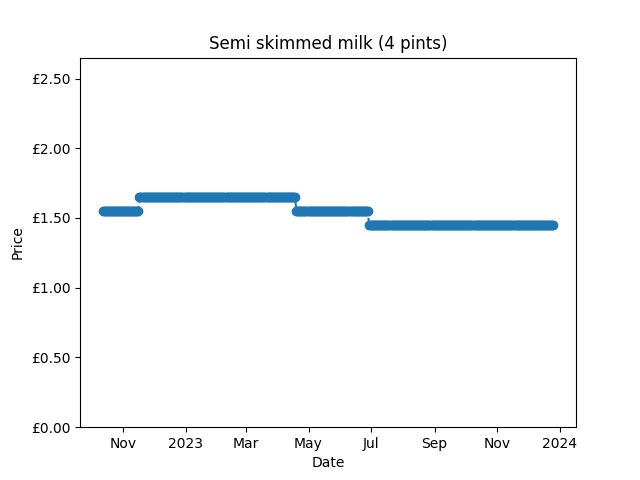 Semi skimmed milk (4 pints)
£2.50
£2.00
£1.50
£1.00
£0.50
£0.00
Price
Nov 2023 Mar May Jul Sep Nov 2024
Date